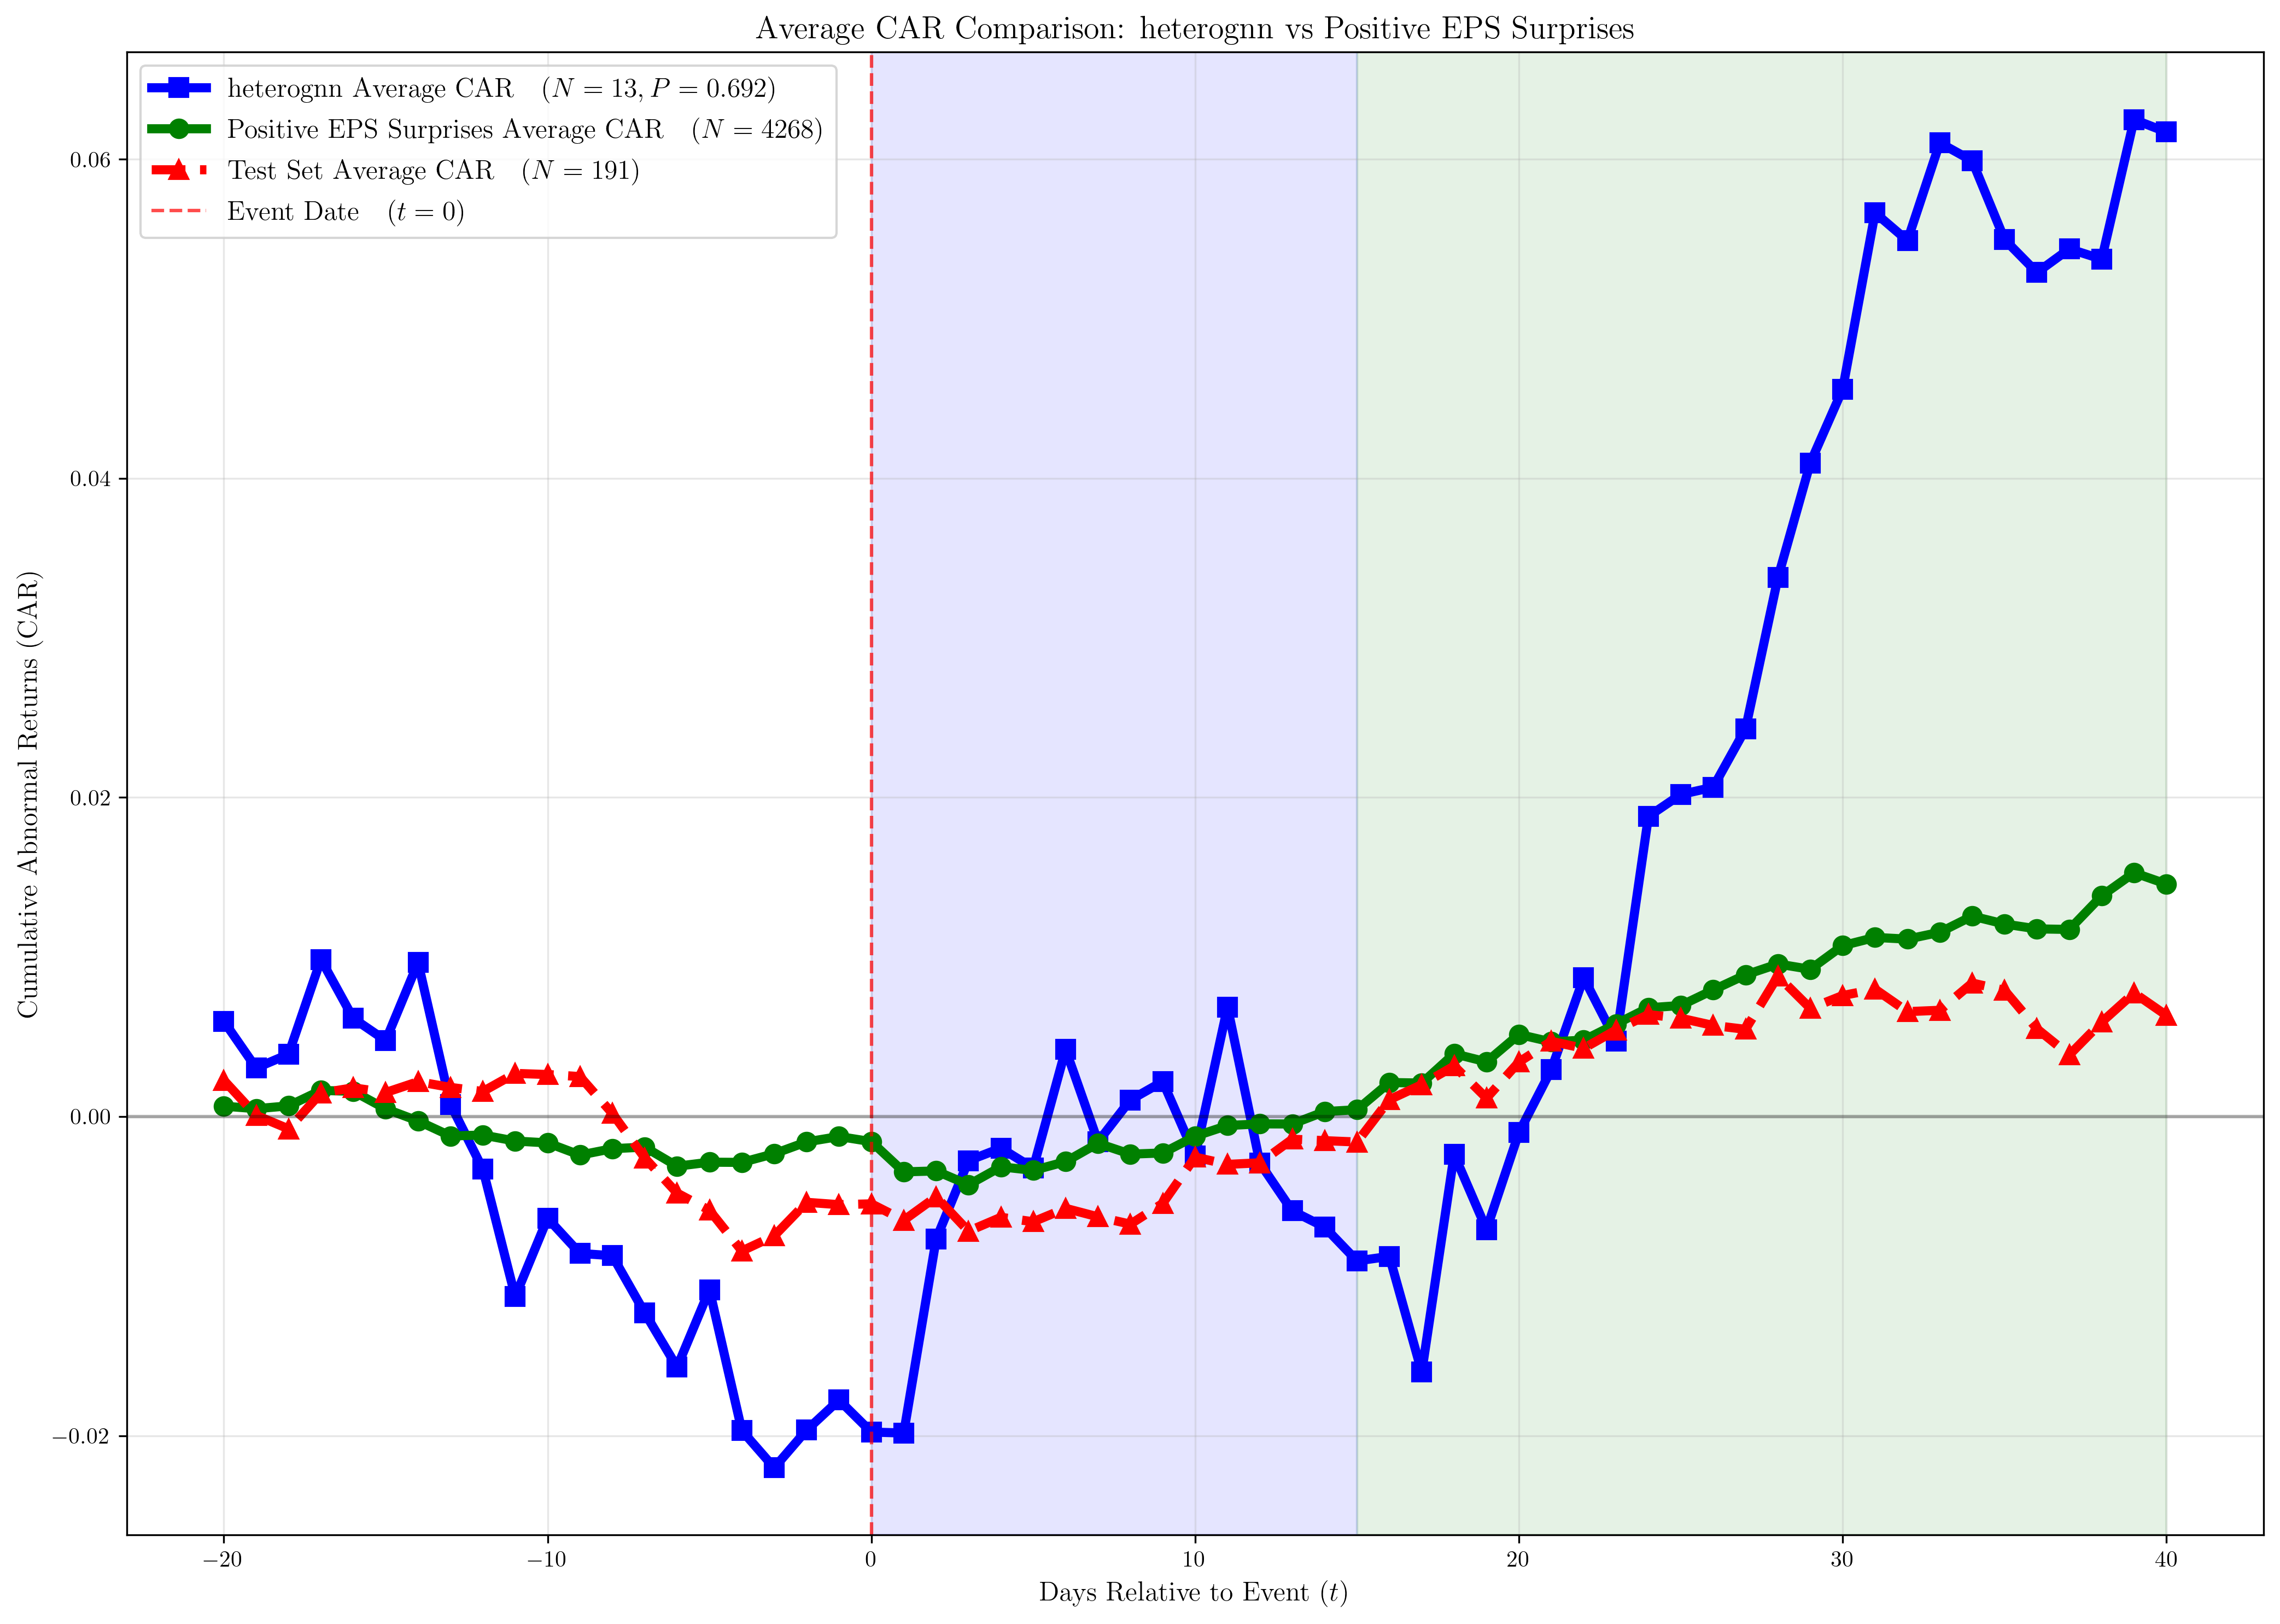 Average CAR Comparison: heterognn vs Positive EPS Surprises
heterognn Average CAR (N = 13, P = 0.692)
Positive EPS Surprises Average CAR (N = 4268)
Test Set Average CAR (N = 191)
Event Date (t = 0)
Cumulative Abnormal Returns (CAR)
0.06
0.04
0.02
0.00
−0.02
−20
−10
0
10
20
30
40
Days Relative to Event (t)